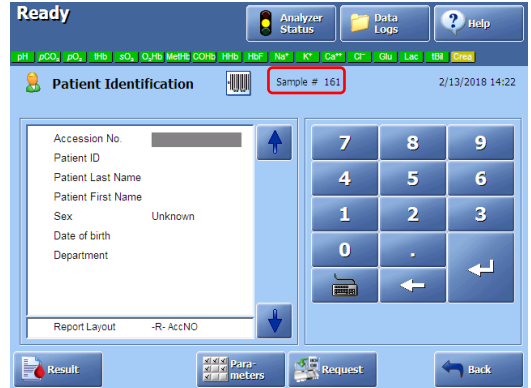 Ready
Analyzer Status
Data Logs
? Help
pH pCO₂ pO₂ tHb sO₂ O₂Hb MetHb COHb HHb HbF Na⁺ K⁺ Ca⁺⁺ Cl⁻ Glu Lac tBil Crea
Patient Identification
Sample # 161
2/13/2018 14:22
Accession No.
Patient ID
Patient Last Name
Patient First Name
Sex Unknown
Date of birth
Department
Report Layout -R- AccNO
7 8 9
4 5 6
1 2 3
0 .
Result
Para-
meters
Request
Back